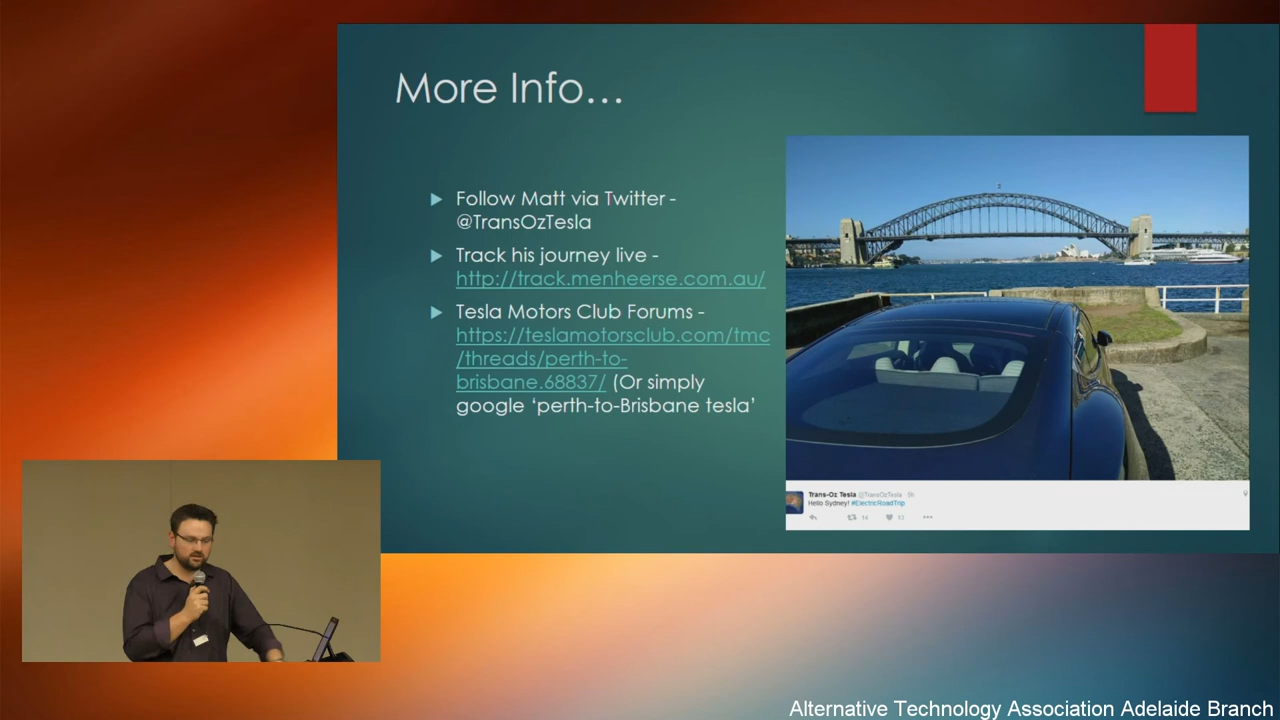 More Info...
Follow Matt via Twitter -
@TransOzTesla
Track his journey live -
http://track.menheerse.com.au/
Tesla Motors Club Forums -
https://teslamotorsclub.com/tmc
/threads/perth-to-
brisbane.68837/ (Or simply
google ‘perth-to-Brisbane tesla’
Trans-Oz Tesla @TransOzTesla
Hello Sydney! #ElectricRoadTrip
14
Alternative Technology Association Adelaide Branch